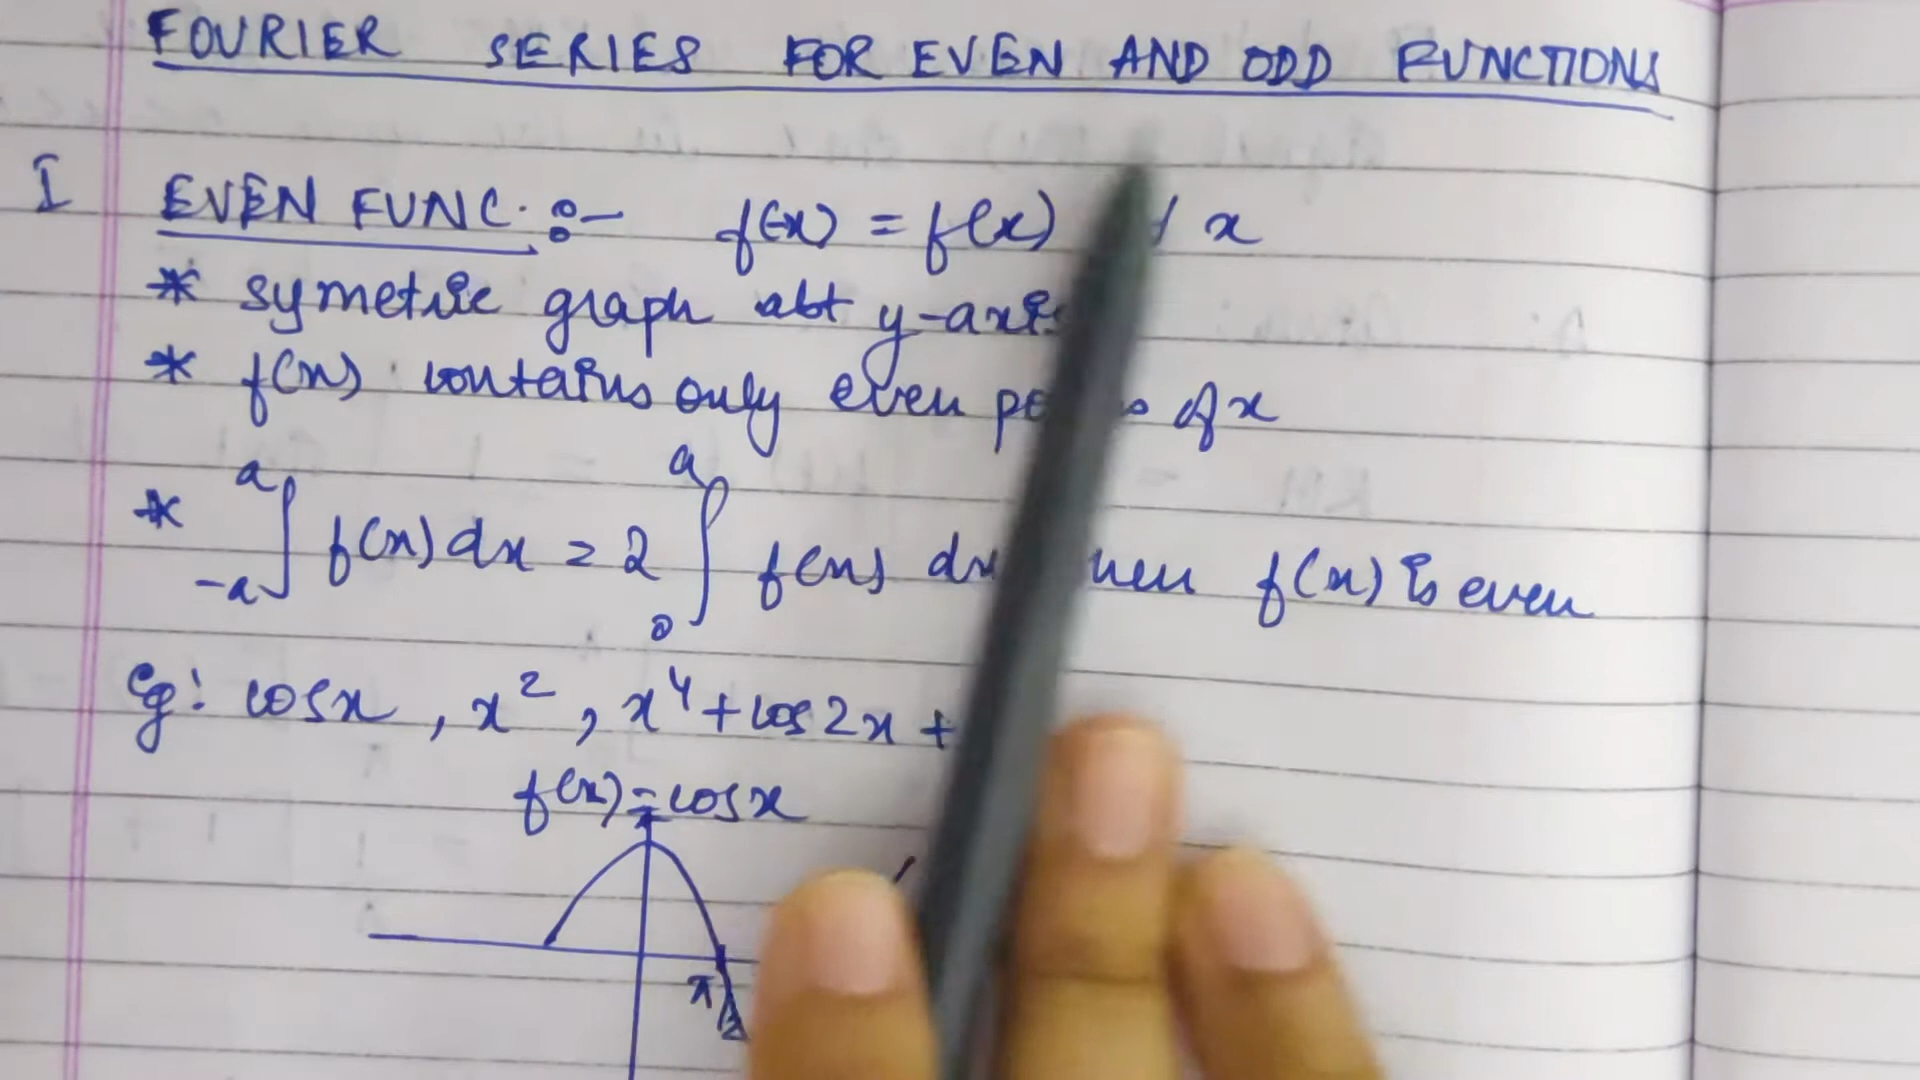 FOURIER SERIES FOR EVEN AND ODD FUNCTIONS
I EVEN FUNC. :- f(-x) = f(x) x
* symetric graph abt y-axis
* f(x) contains only even of x
* a∫-a f(x) dx = 2 a∫0 f(x) dx f(x) is even
eg: cosx , x² , x⁴ + cos2x +
f(x) = cosx
π/2